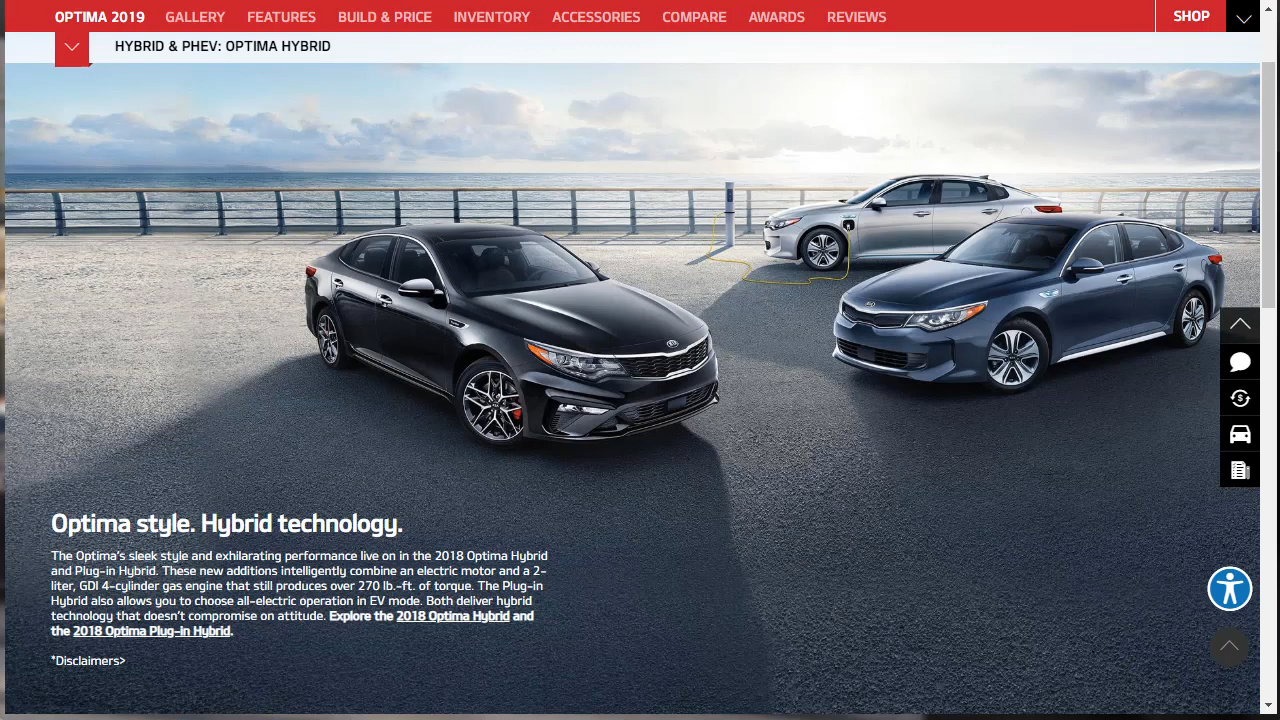 OPTIMA 2019 GALLERY FEATURES BUILD & PRICE INVENTORY ACCESSORIES COMPARE AWARDS REVIEWS SHOP
HYBRID & PHEV: OPTIMA HYBRID
Optima style. Hybrid technology.
The Optima's sleek style and exhilarating performance live on in the 2018 Optima Hybrid
and Plug-in Hybrid. These new additions intelligently combine an electric motor and a 2-
liter, GDI 4-cylinder gas engine that still produces over 270 lb.-ft. of torque. The Plug-in
Hybrid also allows you to choose all-electric operation in EV mode. Both deliver hybrid
technology that doesn't compromise on attitude. Explore the 2018 Optima Hybrid and
the 2018 Optima Plug-in Hybrid.
*Disclaimers>